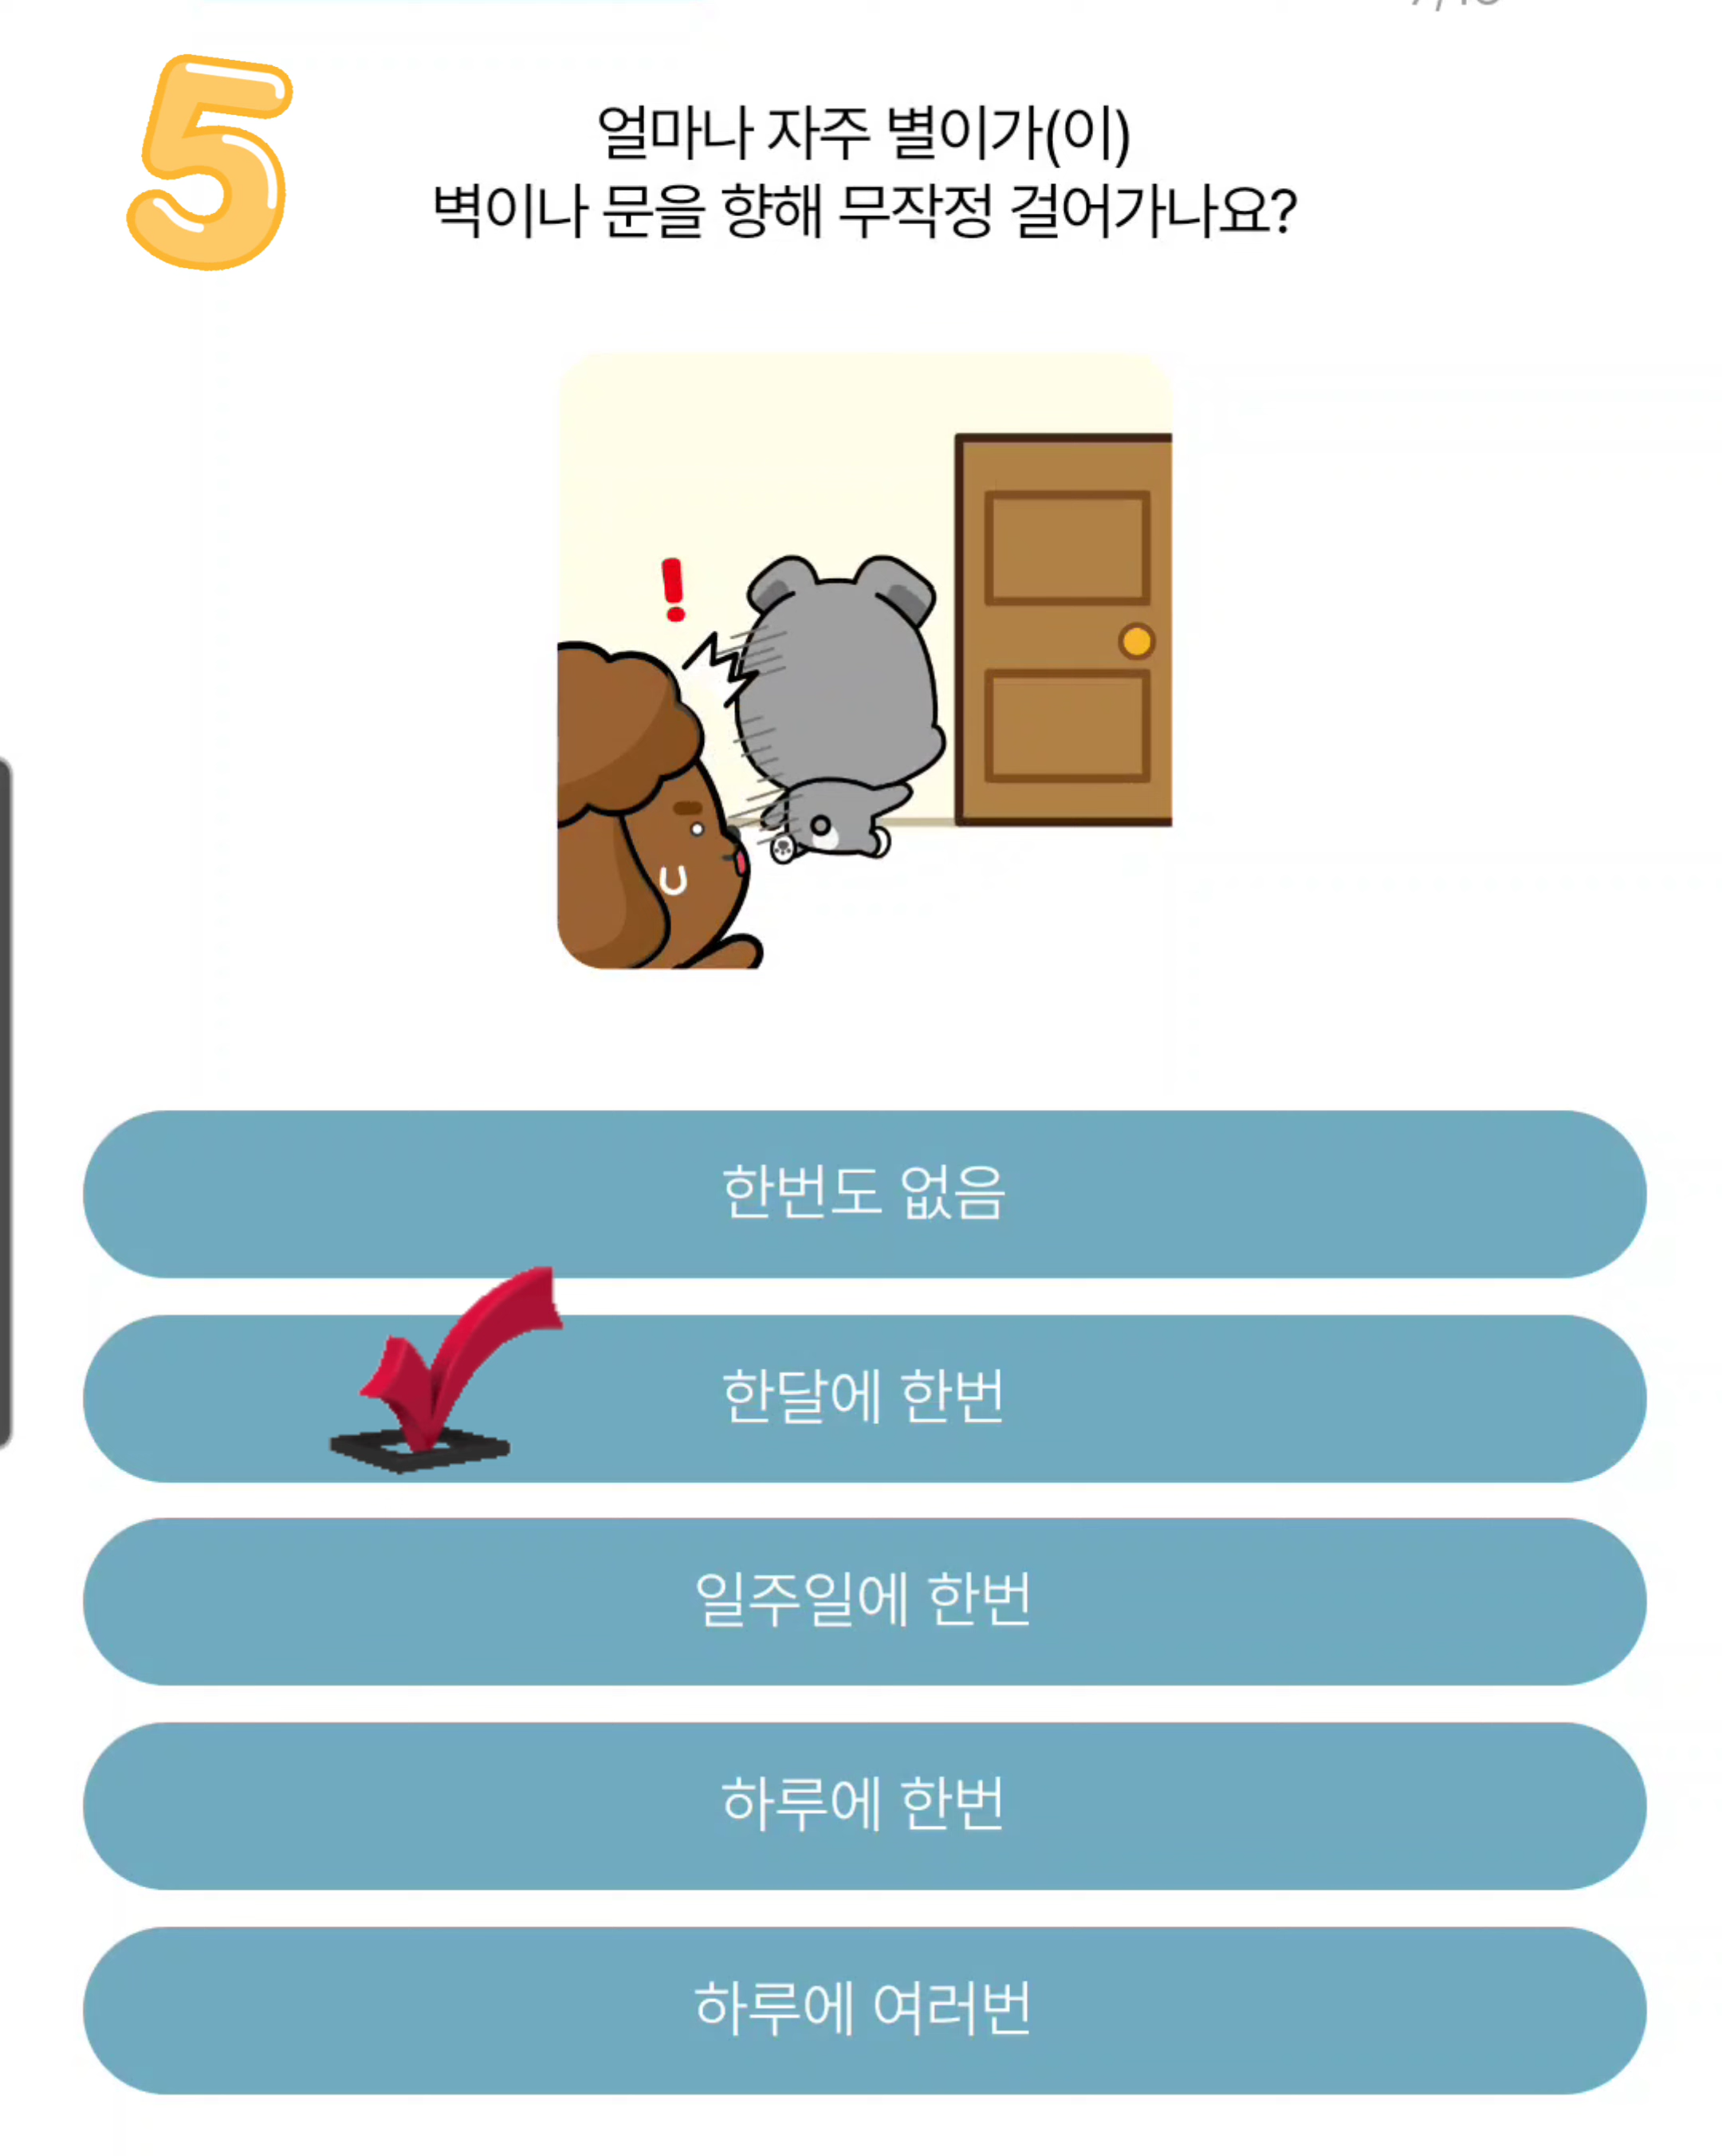 5
얼마나 자주 별이가(이)
벽이나 문을 향해 무작정 걸어가나요?
한번도 없음
한달에 한번
일주일에 한번
하루에 한번
하루에 여러번